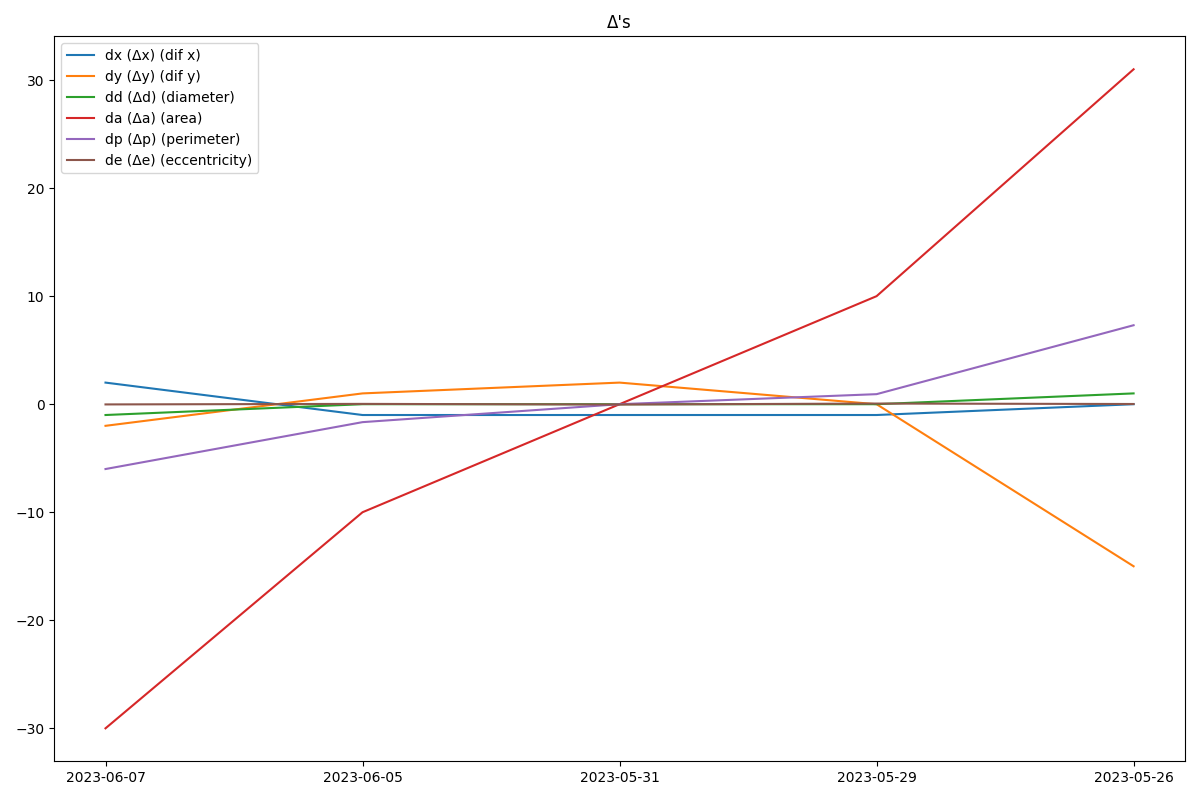 Δ's
dx (Δx) (dif x)
dy (Δy) (dif y)
dd (Δd) (diameter)
da (Δa) (area)
dp (Δp) (perimeter)
de (Δe) (eccentricity)
30
20
10
0
−10
−20
−30
2023-06-07 2023-06-05 2023-05-31 2023-05-29 2023-05-26